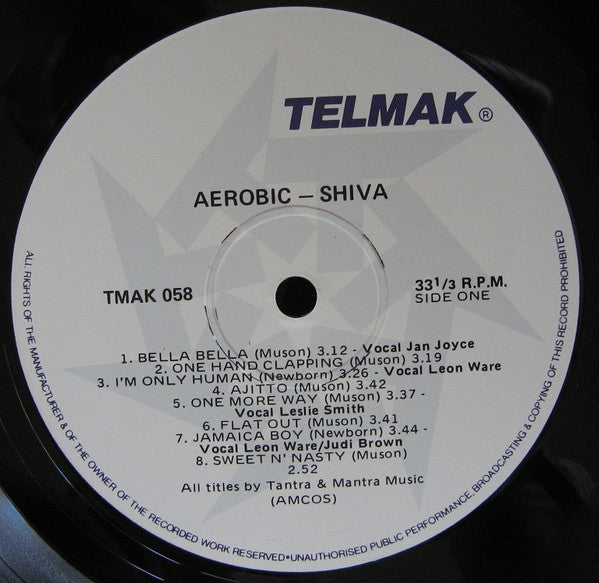 TELMAK®
AEROBIC – SHIVA
TMAK 058
33 1/3 R.P.M.
SIDE ONE
1. BELLA BELLA (Muson) 3.12 - Vocal Jan Joyce
2. ONE HAND CLAPPING (Muson) 3.19
3. I'M ONLY HUMAN (Newborn) 3.26 - Vocal Leon Ware
4. AJITTO (Muson) 3.42
5. ONE MORE WAY (Muson) 3.37 -
Vocal Leslie Smith
6. FLAT OUT (Muson) 3.41
7. JAMAICA BOY (Newborn) 3.44 -
Vocal Leon Ware/Judi Brown
8. SWEET N' NASTY (Muson)
2.52
All titles by Tantra & Mantra Music
(AMCOS)
ALL RIGHTS OF THE MANUFACTURER & OF THE OWNER OF THE RECORDED WORK RESERVED•UNAUTHORISED PUBLIC PERFORMANCE, BROADCASTING & COPYING OF THIS RECORD PROHIBITED